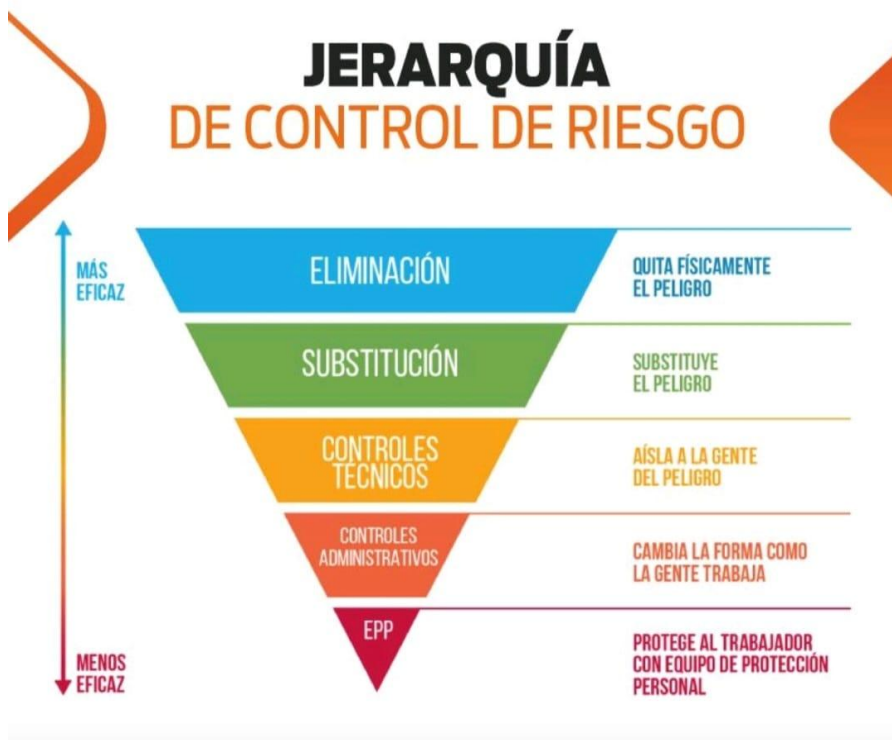 JERARQUÍA
DE CONTROL DE RIESGO
MÁS
EFICAZ
ELIMINACIÓN
QUITA FÍSICAMENTE
EL PELIGRO
SUBSTITUCIÓN
SUBSTITUYE
EL PELIGRO
CONTROLES
TÉCNICOS
AÍSLA A LA GENTE
DEL PELIGRO
CONTROLES
ADMINISTRATIVOS
CAMBIA LA FORMA COMO
LA GENTE TRABAJA
EPP
PROTEGE AL TRABAJADOR
CON EQUIPO DE PROTECCIÓN
PERSONAL
MENOS
EFICAZ